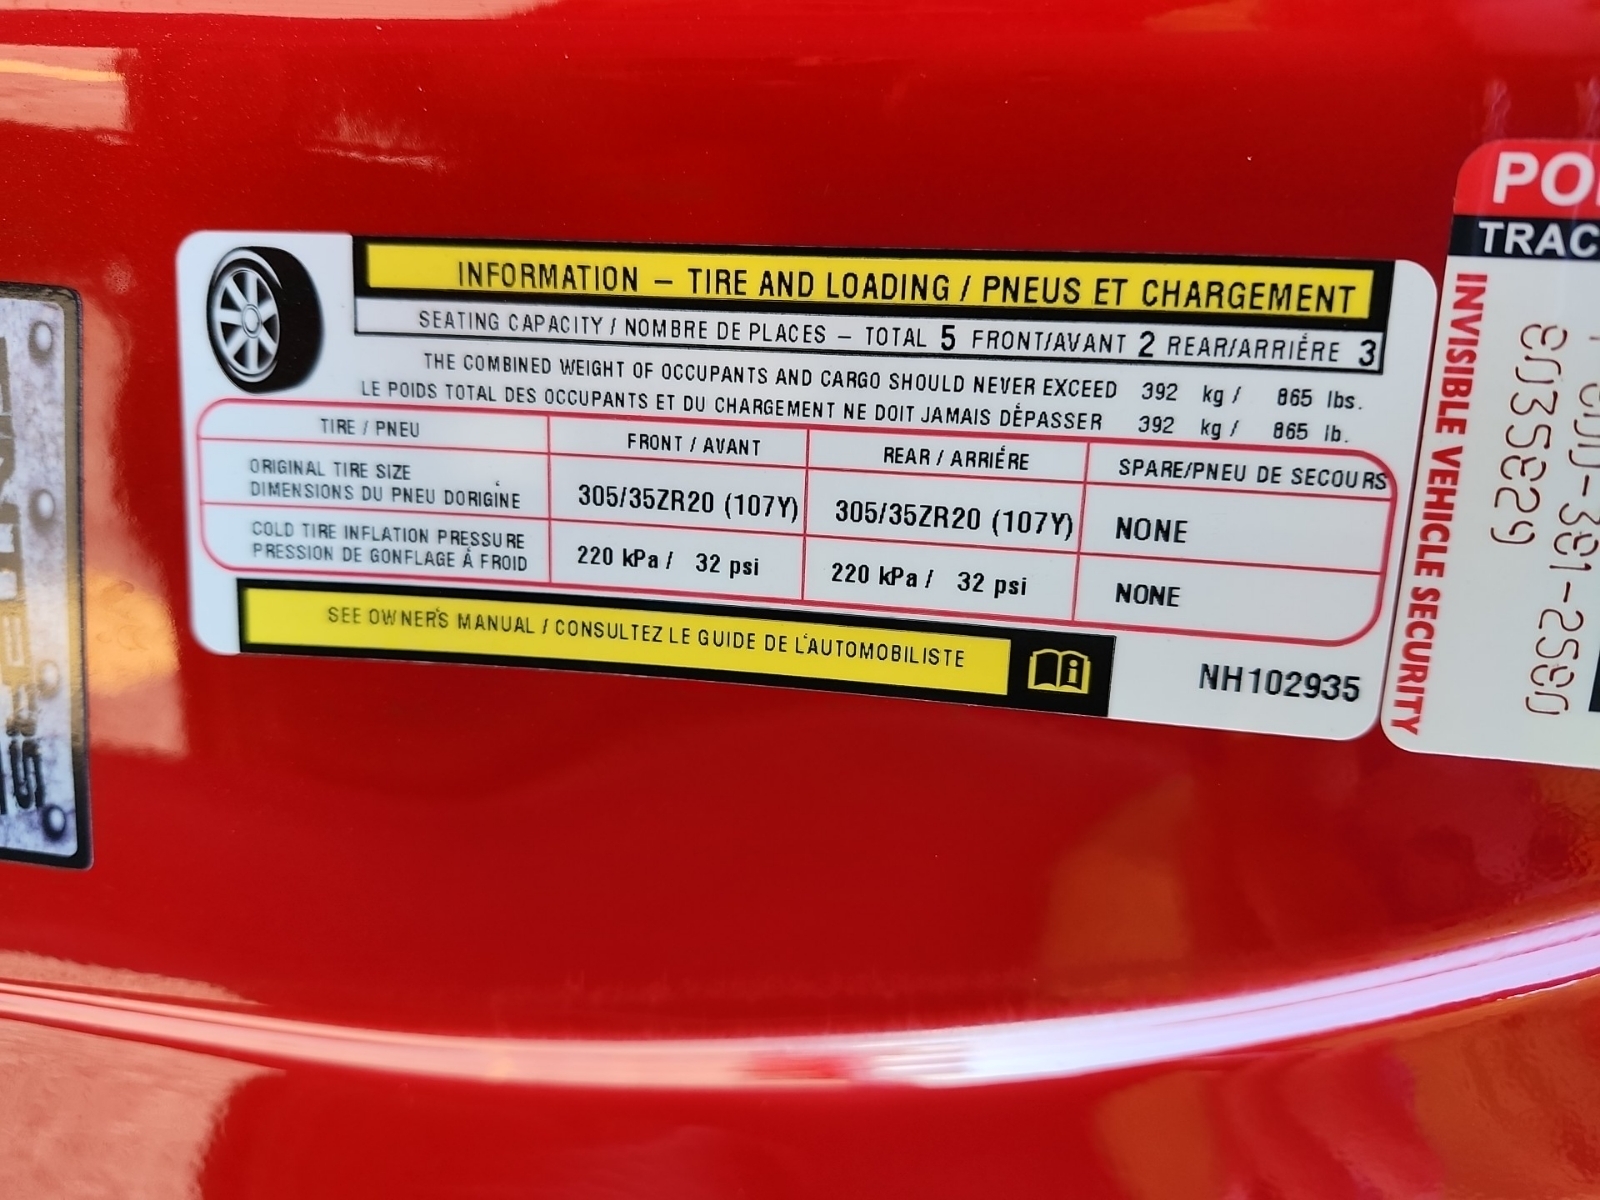 INFORMATION – TIRE AND LOADING / PNEUS ET CHARGEMENT
SEATING CAPACITY / NOMBRE DE PLACES – TOTAL 5 FRONT/AVANT 2 REAR/ARRIÉRE 3
THE COMBINED WEIGHT OF OCCUPANTS AND CARGO SHOULD NEVER EXCEED 392 kg / 865 lbs.
LE POIDS TOTAL DES OCCUPANTS ET DU CHARGEMENT NE DOIT JAMAIS DÉPASSER 392 kg / 865 lb.
TIRE / PNEU FRONT / AVANT REAR / ARRIÉRE SPARE/PNEU DE SECOURS
ORIGINAL TIRE SIZE
DIMENSIONS DU PNEU D'ORIGINE 305/35ZR20 (107Y) 305/35ZR20 (107Y) NONE
COLD TIRE INFLATION PRESSURE
PRESSION DE GONFLAGE Á FROID 220 kPa / 32 psi 220 kPa / 32 psi NONE
SEE OWNER'S MANUAL / CONSULTEZ LE GUIDE DE L'AUTOMOBILISTE
NH102935
TRAC
INVISIBLE VEHICLE SECURITY
-381-2580
e035829